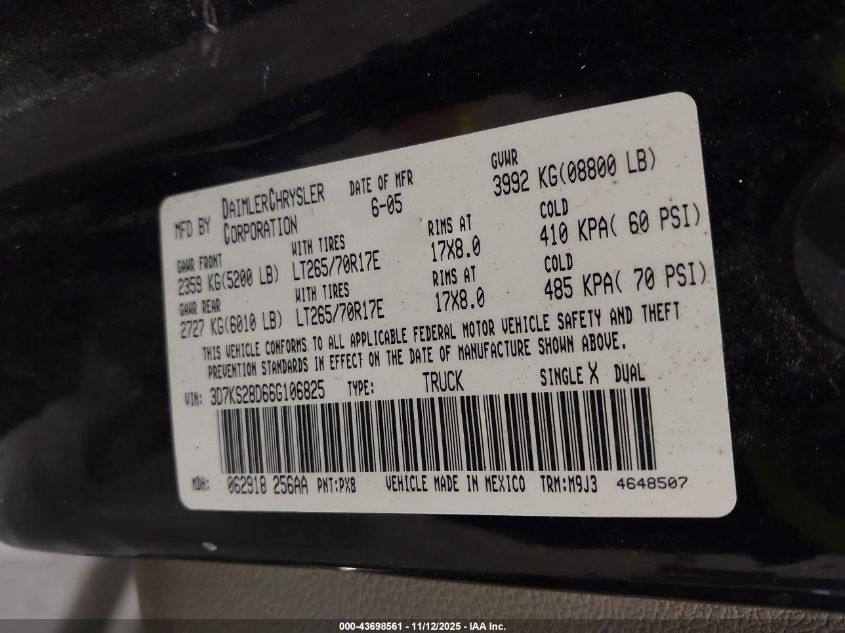 MFD BY DAIMLERCHRYSLER CORPORATION DATE OF MFR 6-05 GVWR 3992 KG(08800 LB)
GAWR FRONT WITH TIRES RIMS AT COLD
2359 KG(5200 LB) LT265/70R17E 17X8.0 410 KPA( 60 PSI)
GAWR REAR WITH TIRES RIMS AT COLD
2727 KG(6010 LB) LT265/70R17E 17X8.0 485 KPA( 70 PSI)
THIS VEHICLE CONFORMS TO ALL APPLICABLE FEDERAL MOTOR VEHICLE SAFETY AND THEFT
PREVENTION STANDARDS IN EFFECT ON THE DATE OF MANUFACTURE SHOWN ABOVE.
VIN: 3D7KS28D66G106825 TYPE: TRUCK SINGLE X DUAL
MDH: 062918 256AA PNT:PX8 VEHICLE MADE IN MEXICO TRM:M9J3 4648507
000-43698561 - 11/12/2025 - IAA Inc.